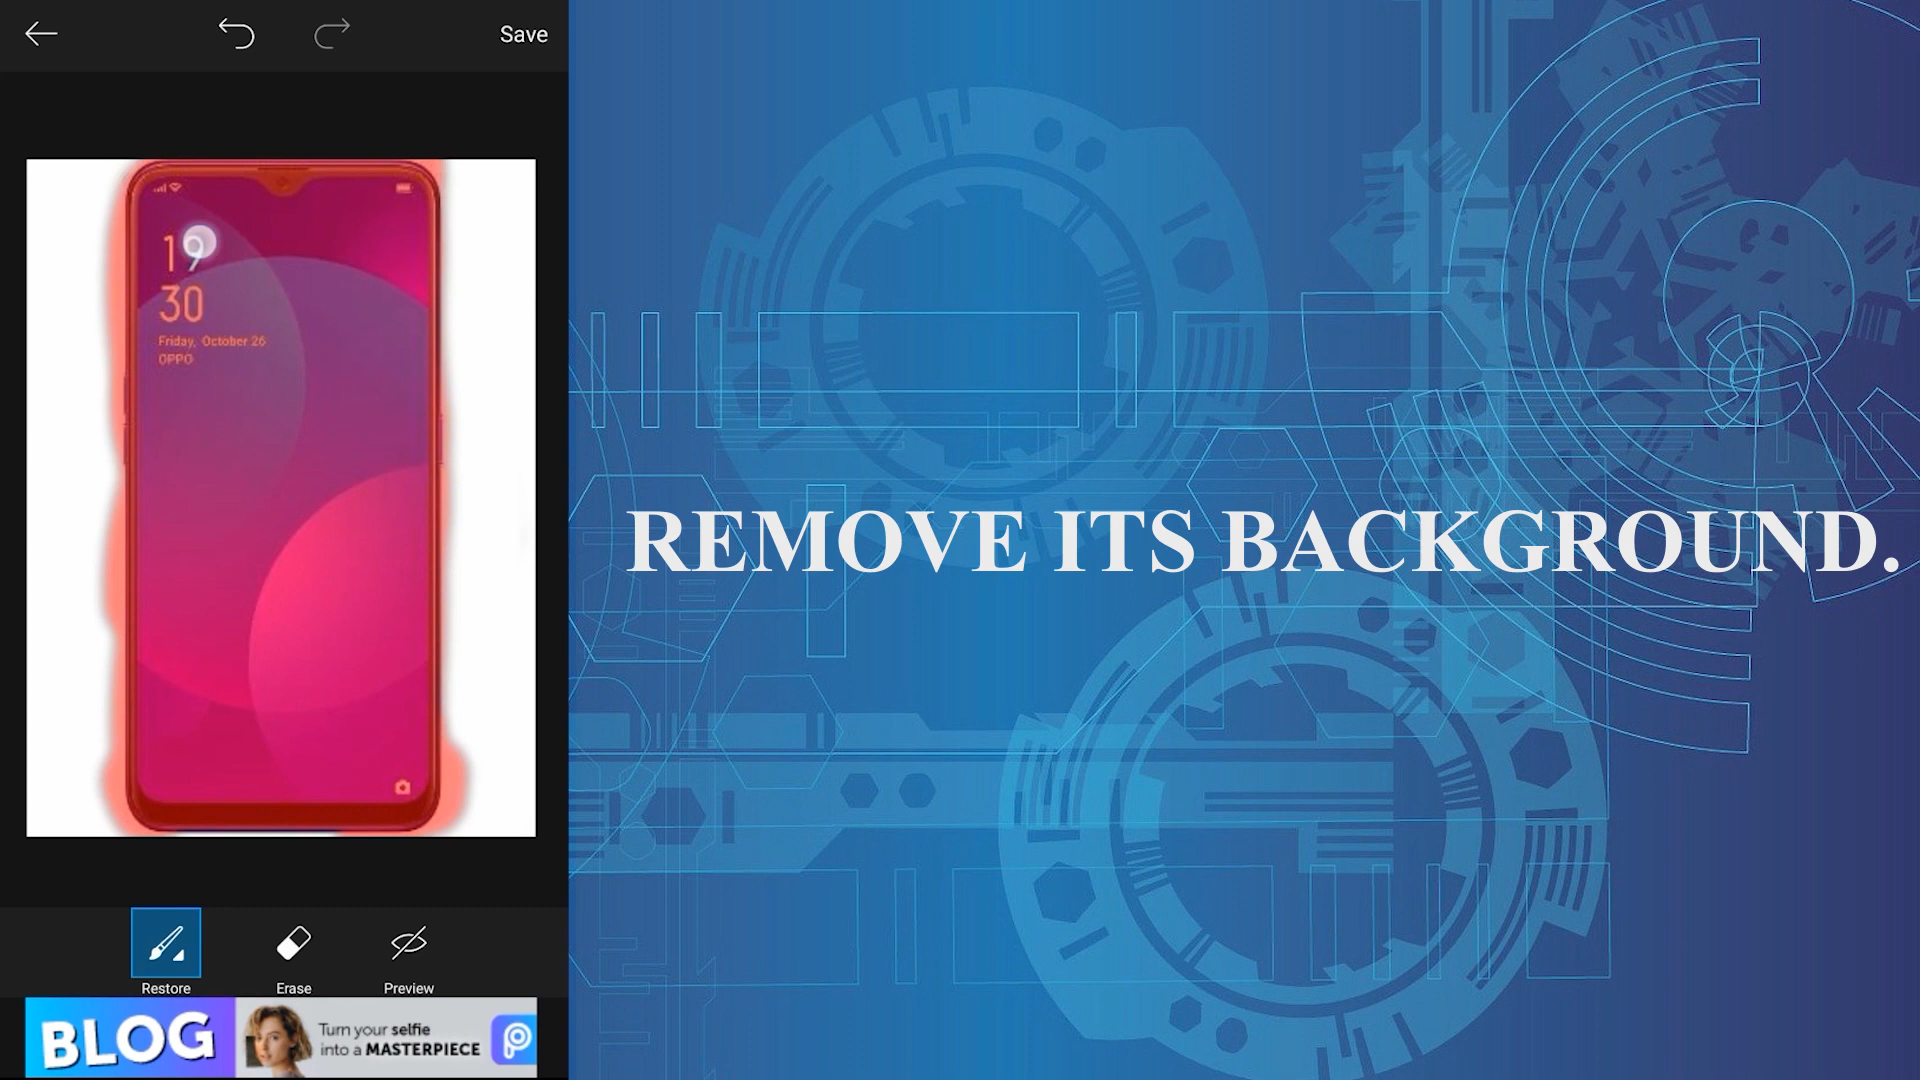 Save
19
30
Friday, October 26
OPPO
REMOVE ITS BACKGROUND.
Restore
Erase
Preview
BLOG
Turn your selfie
into a MASTERPIECE